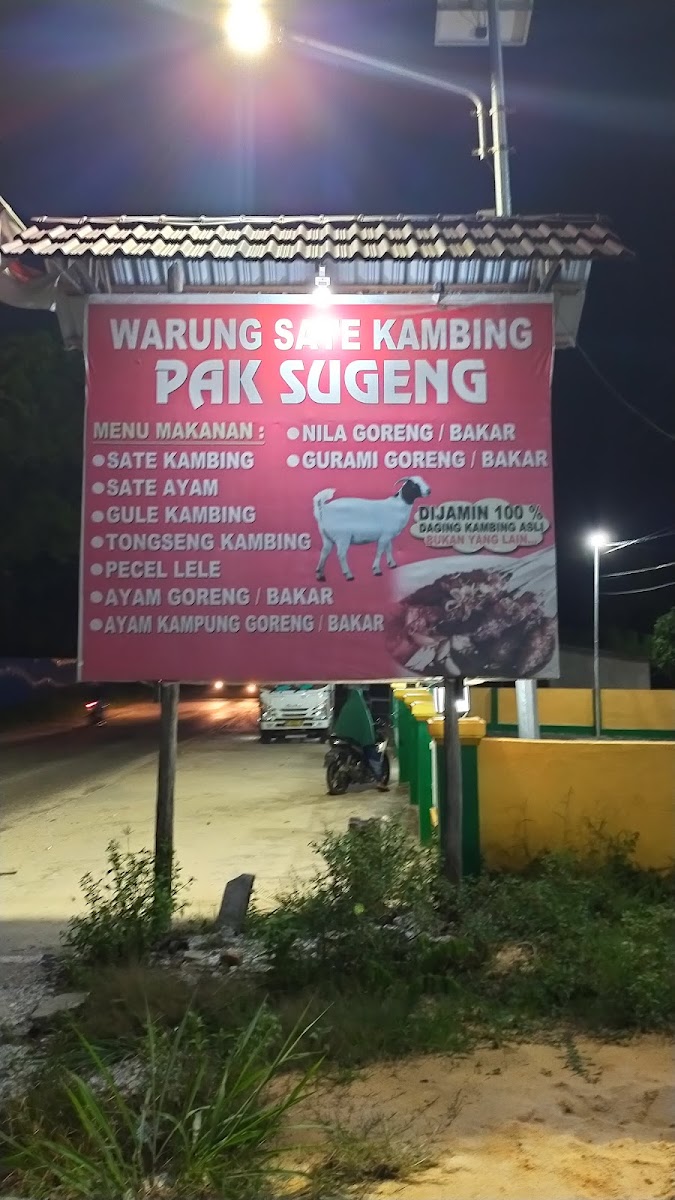 WARUNG SATE KAMBING
PAK SUGENG
MENU MAKANAN :
•SATE KAMBING
•SATE AYAM
•GULE KAMBING
•TONGSENG KAMBING
•PECEL LELE
•AYAM GORENG / BAKAR
•AYAM KAMPUNG GORENG / BAKAR
•NILA GORENG / BAKAR
•GURAMI GORENG / BAKAR
DIJAMIN 100 %
DAGING KAMBING ASLI
BUKAN YANG LAIN...